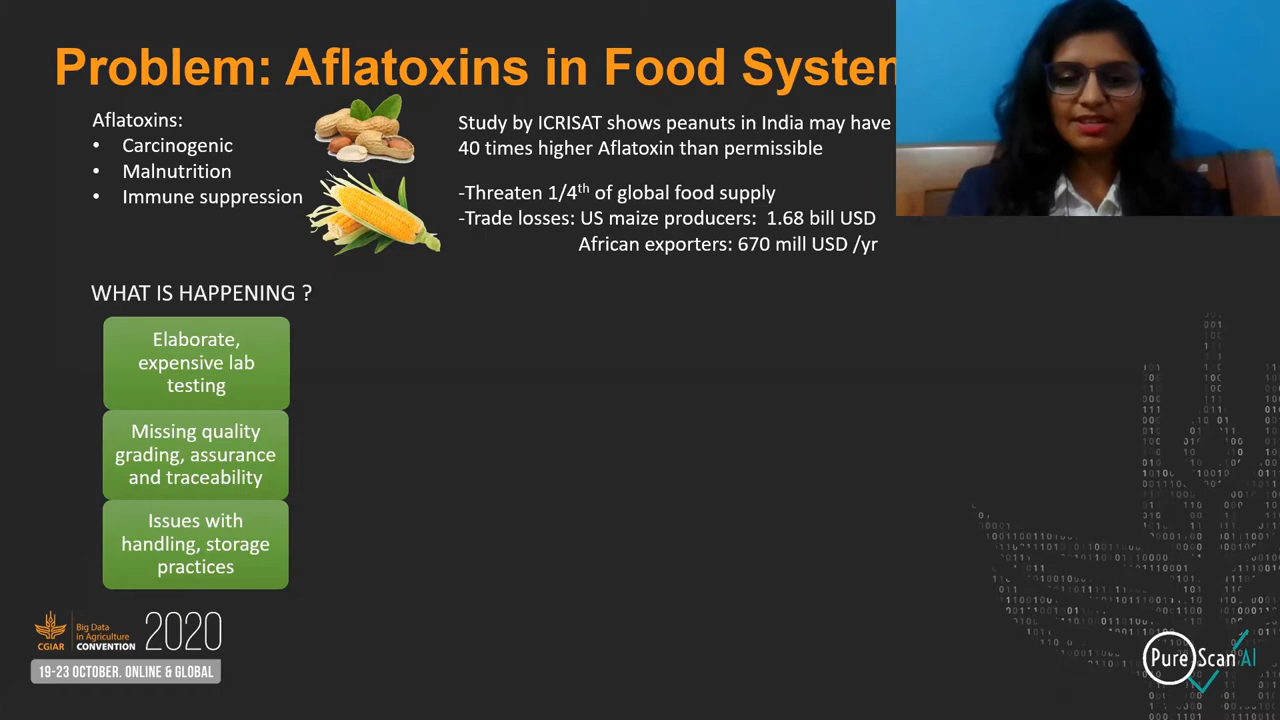 Problem: Aflatoxins in Food System
Aflatoxins:
• Carcinogenic
• Malnutrition
• Immune suppression
Study by ICRISAT shows peanuts in India may have
40 times higher Aflatoxin than permissible
-Threaten 1/4th of global food supply
-Trade losses: US maize producers: 1.68 bill USD
African exporters: 670 mill USD /yr
WHAT IS HAPPENING ?
Elaborate,
expensive lab
testing
Missing quality
grading, assurance
and traceability
Issues with
handling, storage
practices
CGIAR
Big Data
in Agriculture
CONVENTION
2020
19-23 OCTOBER. ONLINE & GLOBAL
PureScanAI